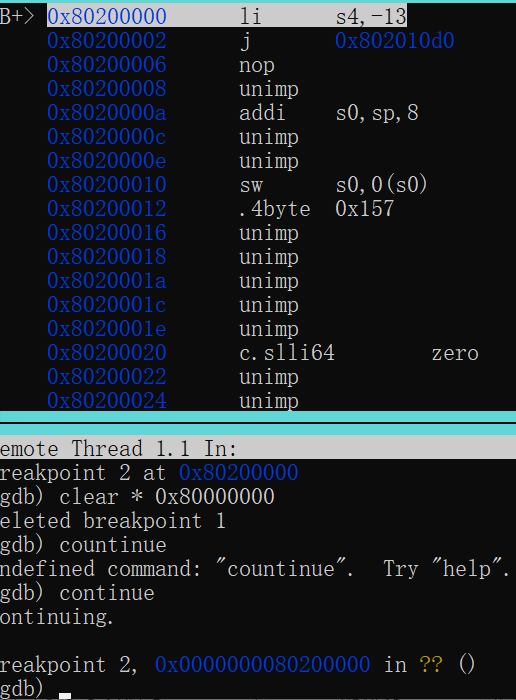 B+> 0x80200000 li s4,-13
0x80200002 j 0x802010d0
0x80200006 nop
0x80200008 unimp
0x8020000a addi s0,sp,8
0x8020000c unimp
0x8020000e unimp
0x80200010 sw s0,0(s0)
0x80200012 .4byte 0x157
0x80200016 unimp
0x80200018 unimp
0x8020001a unimp
0x8020001c unimp
0x8020001e unimp
0x80200020 c.slli64 zero
0x80200022 unimp
0x80200024 unimp
emote Thread 1.1 In:
reakpoint 2 at 0x80200000
gdb) clear * 0x80000000
eleted breakpoint 1
gdb) countinue
ndefined command: "countinue".  Try "help".
gdb) continue
ontinuing.
reakpoint 2, 0x0000000080200000 in ?? ()
gdb)